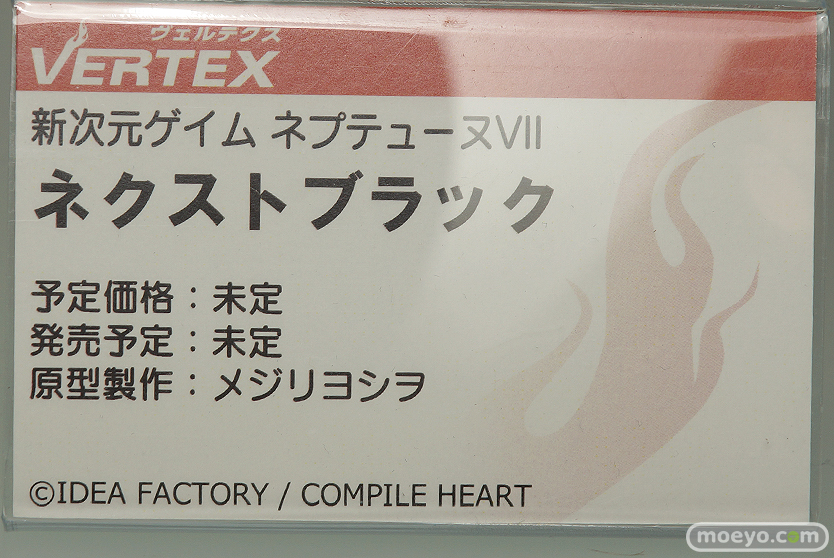 ヴェルテクス
VERTEX
新次元ゲイム ネプテューヌVII
ネクストブラック
予定価格：未定
発売予定：未定
原型製作：メジリヨシヲ
©IDEA FACTORY / COMPILE HEART
moeyo.com